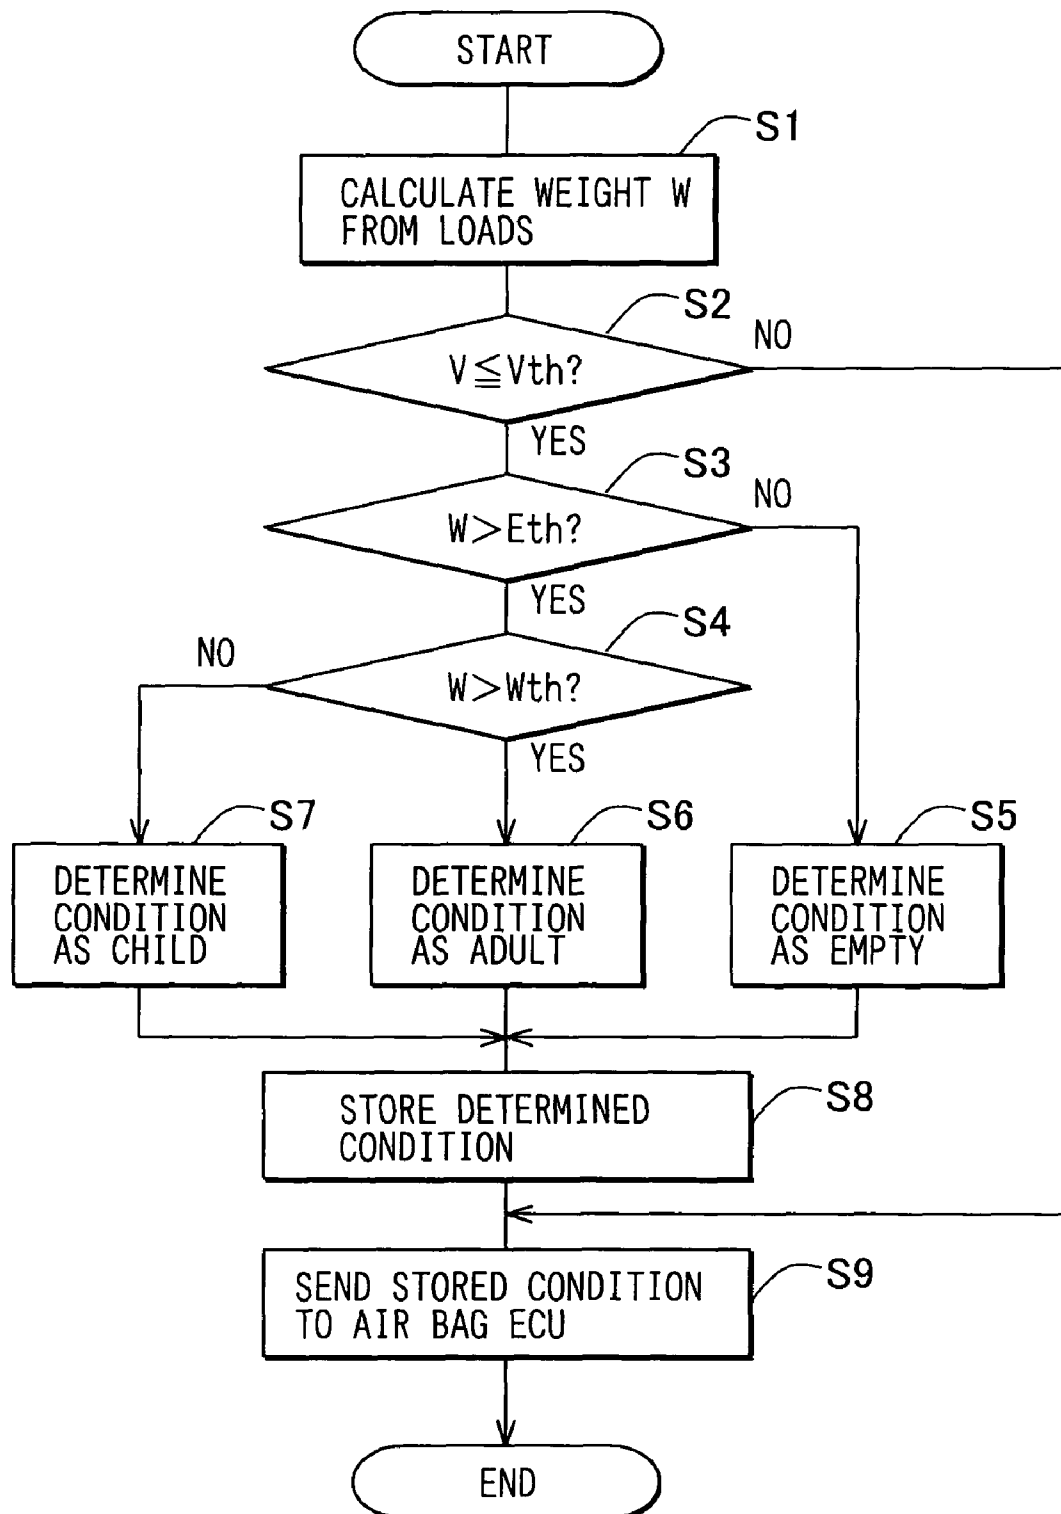 START
S1
CALCULATE WEIGHT W
FROM LOADS
S2
V≦Vth?
NO
YES
S3
W>Eth?
NO
YES
S4
NO
W>Wth?
YES
S7
S6
S5
DETERMINE
CONDITION
AS CHILD
DETERMINE
CONDITION
AS ADULT
DETERMINE
CONDITION
AS EMPTY
S8
STORE DETERMINED
CONDITION
S9
SEND STORED CONDITION
TO AIR BAG ECU
END